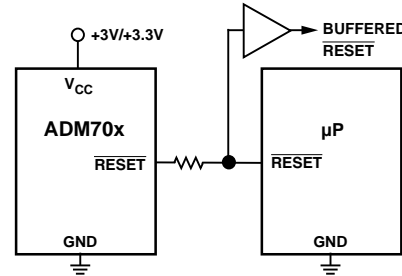 +3V/+3.3V
BUFFERED
RESET
VCC
ADM70x
µP
RESET
RESET
GND
GND